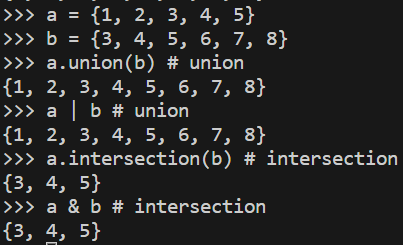 >>> a = {1, 2, 3, 4, 5}
>>> b = {3, 4, 5, 6, 7, 8}
>>> a.union(b) # union
{1, 2, 3, 4, 5, 6, 7, 8}
>>> a | b # union
{1, 2, 3, 4, 5, 6, 7, 8}
>>> a.intersection(b) # intersection
{3, 4, 5}
>>> a & b # intersection
{3, 4, 5}